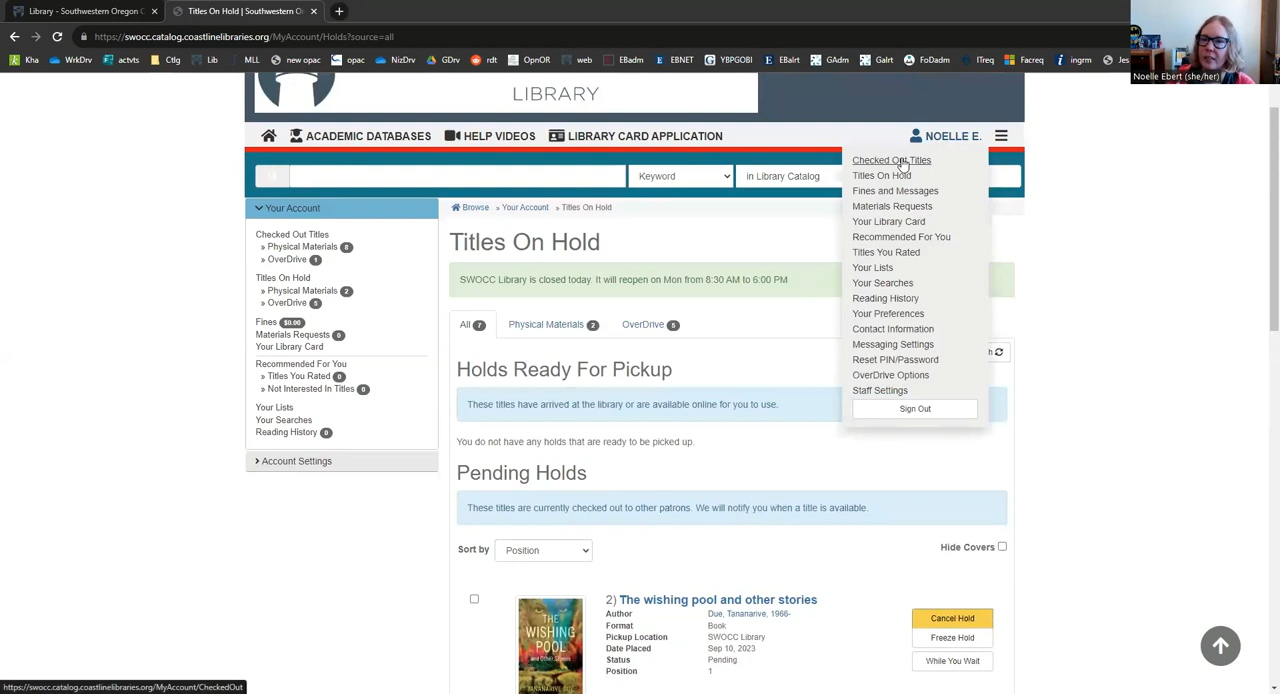 Library - Southwestern Oregon C
Titles On Hold | Southwestern O
https://swocc.catalog.coastlinelibraries.org/MyAccount/Holds?source=all
Kha WrkDrv actvts Ctlg Lib MLL new opac opac NizDrv GDrv rdt OpnOR web EBadm EBNET YBPGOBI EBalrt GAdm Galrt FoDadm ITreq Facreq ingrm Jes
Noelle Ebert (she/her)
LIBRARY
ACADEMIC DATABASES HELP VIDEOS LIBRARY CARD APPLICATION NOELLE E.
Keyword in Library Catalog
Checked Out Titles
Titles On Hold
Fines and Messages
Materials Requests
Your Library Card
Recommended For You
Titles You Rated
Your Lists
Your Searches
Reading History
Your Preferences
Contact Information
Messaging Settings
Reset PIN/Password
OverDrive Options
Staff Settings
Sign Out
Your Account
Checked Out Titles
» Physical Materials 8
» OverDrive 1
Titles On Hold
» Physical Materials 2
» OverDrive 5
Fines $0.00
Materials Requests 0
Your Library Card
Recommended For You
» Titles You Rated 0
» Not Interested In Titles 0
Your Lists
Your Searches
Reading History 0
Account Settings
Browse » Your Account » Titles On Hold
Titles On Hold
SWOCC Library is closed today. It will reopen on Mon from 8:30 AM to 6:00 PM
All 7 Physical Materials 2 OverDrive 5
h
Holds Ready For Pickup
These titles have arrived at the library or are available online for you to use.
You do not have any holds that are ready to be picked up.
Pending Holds
These titles are currently checked out to other patrons. We will notify you when a title is available.
Sort by Position Hide Covers
2) The wishing pool and other stories
Author Due, Tananarive, 1966-
Format Book
Pickup Location SWOCC Library
Date Placed Sep 10, 2023
Status Pending
Position 1
Cancel Hold
Freeze Hold
While You Wait
THE
WISHING
POOL
and Other Stories
https://swocc.catalog.coastlinelibraries.org/MyAccount/CheckedOut